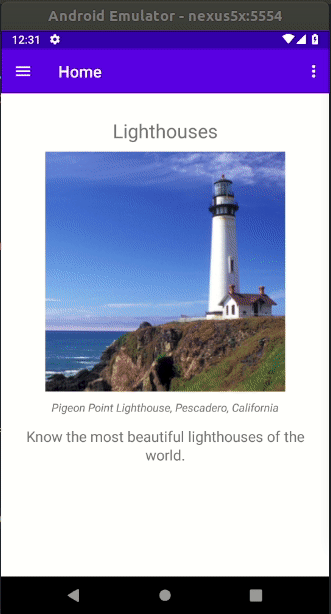 Android Emulator - nexus5x:5554
12:31
Home
Lighthouses
Pigeon Point Lighthouse, Pescadero, California
Know the most beautiful lighthouses of the
world.